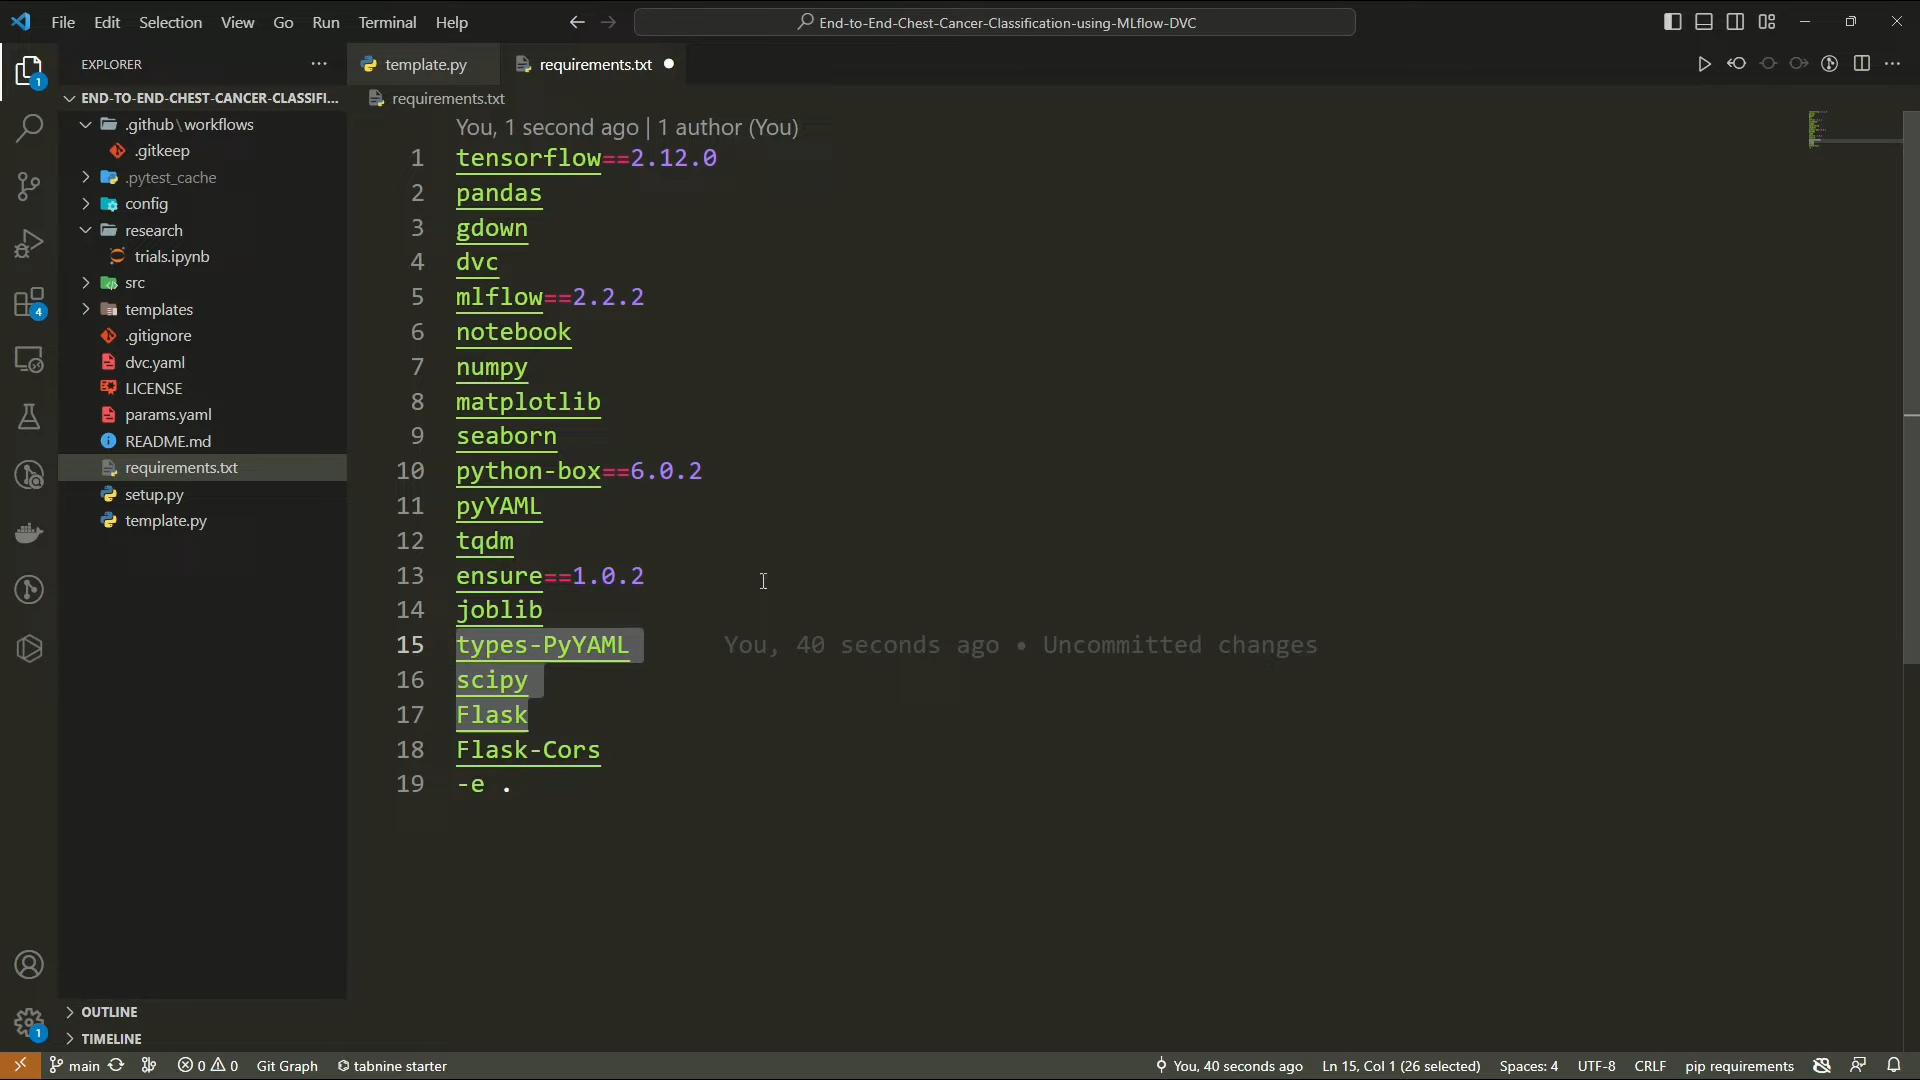 File Edit Selection View Go Run Terminal Help
End-to-End-Chest-Cancer-Classification-using-MLflow-DVC
EXPLORER
template.py
requirements.txt
END-TO-END-CHEST-CANCER-CLASSIFI...
requirements.txt
.github\workflows
.gitkeep
.pytest_cache
config
research
trials.ipynb
src
templates
.gitignore
dvc.yaml
LICENSE
params.yaml
README.md
requirements.txt
setup.py
template.py
1
4
You, 1 second ago | 1 author (You)
1 tensorflow==2.12.0
2 pandas
3 gdown
4 dvc
5 mlflow==2.2.2
6 notebook
7 numpy
8 matplotlib
9 seaborn
10 python-box==6.0.2
11 pyYAML
12 tqdm
13 ensure==1.0.2
14 joblib
15 types-PyYAML You, 40 seconds ago • Uncommitted changes
16 scipy
17 Flask
18 Flask-Cors
19 -e .
OUTLINE
TIMELINE
1
main 0 0 Git Graph tabnine starter You, 40 seconds ago Ln 15, Col 1 (26 selected) Spaces: 4 UTF-8 CRLF pip requirements